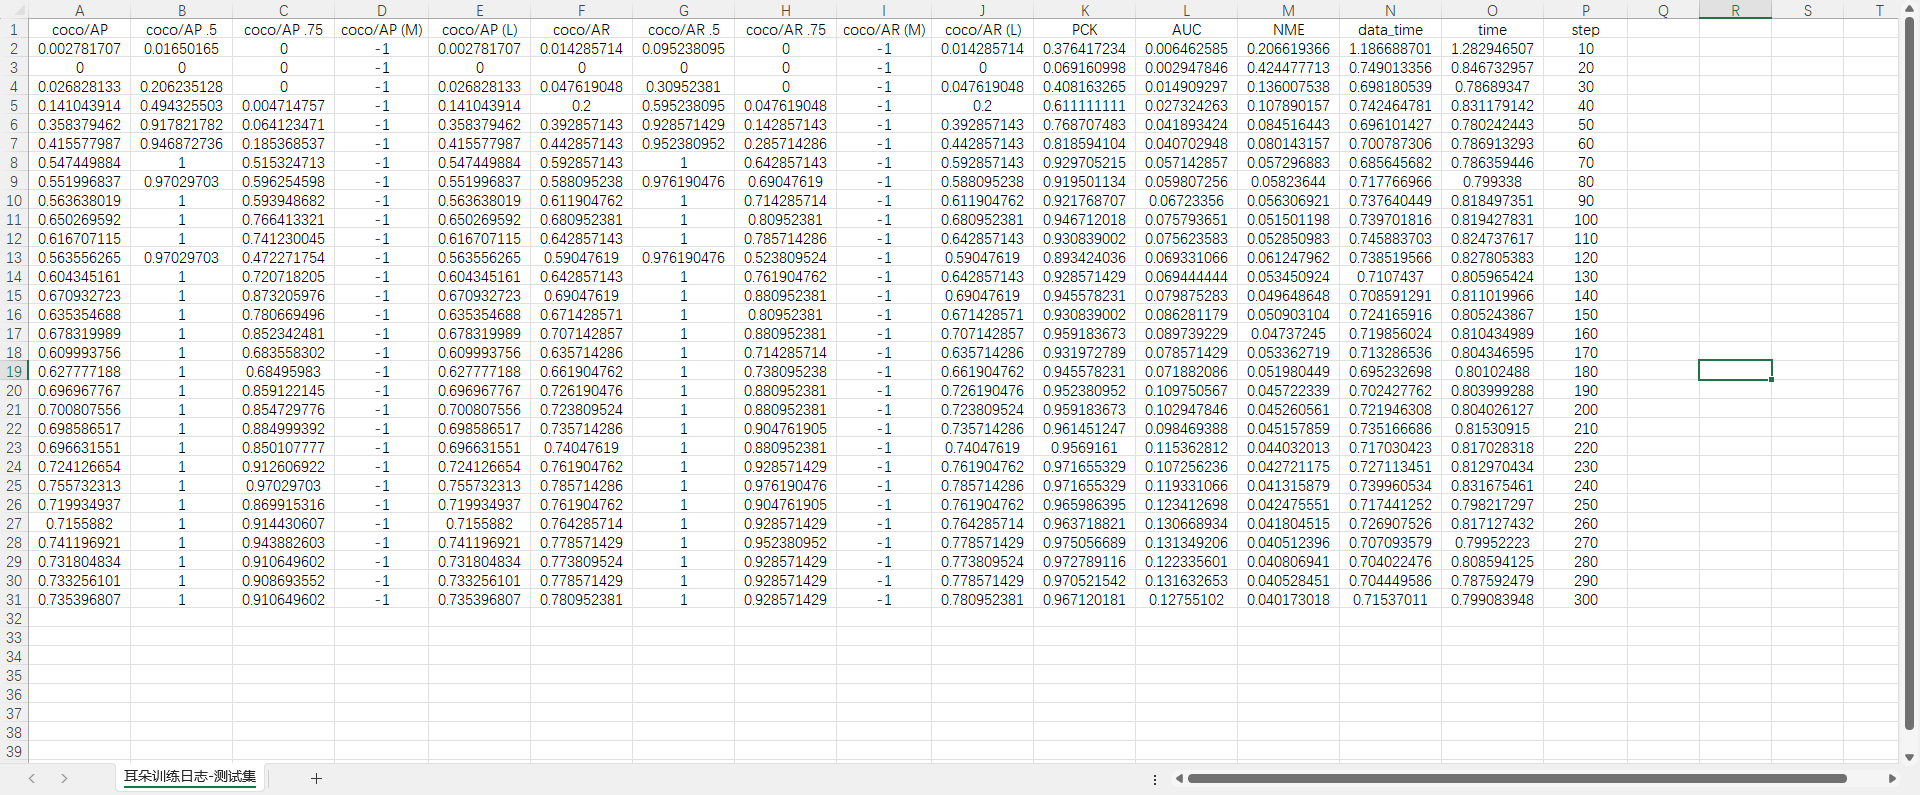 A B C D E F G H I J K L M N O P Q R S T
1 coco/AP coco/AP .5 coco/AP .75 coco/AP (M) coco/AP (L) coco/AR coco/AR .5 coco/AR .75 coco/AR (M) coco/AR (L) PCK AUC NME data_time time step
2 0.002781707 0.01650165 0 -1 0.002781707 0.014285714 0.095238095 0 -1 0.014285714 0.376417234 0.006462585 0.206619366 1.186688701 1.282946507 10
3 0 0 0 -1 0 0 0 0 -1 0 0.069160998 0.002947846 0.424477713 0.749013356 0.846732957 20
4 0.026828133 0.206235128 0 -1 0.026828133 0.047619048 0.30952381 0 -1 0.047619048 0.408163265 0.014909297 0.136007538 0.698180539 0.78689347 30
5 0.141043914 0.494325503 0.004714757 -1 0.141043914 0.2 0.595238095 0.047619048 -1 0.2 0.611111111 0.027324263 0.107890157 0.742464781 0.831179142 40
6 0.358379462 0.917821782 0.064123471 -1 0.358379462 0.392857143 0.928571429 0.142857143 -1 0.392857143 0.768707483 0.041893424 0.084516443 0.696101427 0.780242443 50
7 0.415577987 0.946872736 0.185368537 -1 0.415577987 0.442857143 0.952380952 0.285714286 -1 0.442857143 0.818594104 0.040702948 0.080143157 0.700787306 0.786913293 60
8 0.547449884 1 0.515324713 -1 0.547449884 0.592857143 1 0.642857143 -1 0.592857143 0.929705215 0.057142857 0.057296883 0.685645682 0.786359446 70
9 0.551996837 0.97029703 0.596254598 -1 0.551996837 0.588095238 0.976190476 0.69047619 -1 0.588095238 0.919501134 0.059807256 0.05823644 0.717766966 0.799338 80
10 0.563638019 1 0.593948682 -1 0.563638019 0.611904762 1 0.714285714 -1 0.611904762 0.921768707 0.06723356 0.056306921 0.737640449 0.818497351 90
11 0.650269592 1 0.766413321 -1 0.650269592 0.680952381 1 0.80952381 -1 0.680952381 0.946712018 0.075793651 0.051501198 0.739701816 0.819427831 100
12 0.616707115 1 0.741230045 -1 0.616707115 0.642857143 1 0.785714286 -1 0.642857143 0.930839002 0.075623583 0.052850983 0.745883703 0.824737617 110
13 0.563556265 0.97029703 0.472271754 -1 0.563556265 0.59047619 0.976190476 0.523809524 -1 0.59047619 0.893424036 0.069331066 0.061247962 0.738519566 0.827805383 120
14 0.604345161 1 0.720718205 -1 0.604345161 0.642857143 1 0.761904762 -1 0.642857143 0.928571429 0.069444444 0.053450924 0.7107437 0.805965424 130
15 0.670932723 1 0.873205976 -1 0.670932723 0.69047619 1 0.880952381 -1 0.69047619 0.945578231 0.079875283 0.049648648 0.708591291 0.811019966 140
16 0.635354688 1 0.780669496 -1 0.635354688 0.671428571 1 0.80952381 -1 0.671428571 0.930839002 0.086281179 0.050903104 0.724165916 0.805243867 150
17 0.678319989 1 0.852342481 -1 0.678319989 0.707142857 1 0.880952381 -1 0.707142857 0.959183673 0.089739229 0.04737245 0.719856024 0.810434989 160
18 0.609993756 1 0.683558302 -1 0.609993756 0.635714286 1 0.714285714 -1 0.635714286 0.931972789 0.078571429 0.053362719 0.713286536 0.804346595 170
19 0.627777188 1 0.68495983 -1 0.627777188 0.661904762 1 0.738095238 -1 0.661904762 0.945578231 0.071882086 0.051980449 0.695232698 0.80102488 180
20 0.696967767 1 0.859122145 -1 0.696967767 0.726190476 1 0.880952381 -1 0.726190476 0.952380952 0.109750567 0.045722339 0.702427762 0.803999288 190
21 0.700807556 1 0.854729776 -1 0.700807556 0.723809524 1 0.880952381 -1 0.723809524 0.959183673 0.102947846 0.045260561 0.721946308 0.804026127 200
22 0.698586517 1 0.884999392 -1 0.698586517 0.735714286 1 0.904761905 -1 0.735714286 0.961451247 0.098469388 0.045157859 0.735166686 0.81530915 210
23 0.696631551 1 0.850107777 -1 0.696631551 0.74047619 1 0.880952381 -1 0.74047619 0.9569161 0.115362812 0.044032013 0.717030423 0.817028318 220
24 0.724126654 1 0.912606922 -1 0.724126654 0.761904762 1 0.928571429 -1 0.761904762 0.971655329 0.107256236 0.042721175 0.727113451 0.812970434 230
25 0.755732313 1 0.97029703 -1 0.755732313 0.785714286 1 0.976190476 -1 0.785714286 0.971655329 0.119331066 0.041315879 0.739960534 0.831675461 240
26 0.719934937 1 0.869915316 -1 0.719934937 0.761904762 1 0.904761905 -1 0.761904762 0.965986395 0.123412698 0.042475551 0.717441252 0.798217297 250
27 0.7155882 1 0.914430607 -1 0.7155882 0.764285714 1 0.928571429 -1 0.764285714 0.963718821 0.130668934 0.041804515 0.726907526 0.817127432 260
28 0.741196921 1 0.943882603 -1 0.741196921 0.778571429 1 0.952380952 -1 0.778571429 0.975056689 0.131349206 0.040512396 0.707093579 0.79952223 270
29 0.731804834 1 0.910649602 -1 0.731804834 0.773809524 1 0.928571429 -1 0.773809524 0.972789116 0.122335601 0.040806941 0.704022476 0.808594125 280
30 0.733256101 1 0.908693552 -1 0.733256101 0.778571429 1 0.928571429 -1 0.778571429 0.970521542 0.131632653 0.040528451 0.704449586 0.787592479 290
31 0.735396807 1 0.910649602 -1 0.735396807 0.780952381 1 0.928571429 -1 0.780952381 0.967120181 0.12755102 0.040173018 0.71537011 0.799083948 300
32
33
34
35
36
37
38
39
耳朵训练日志-测试集